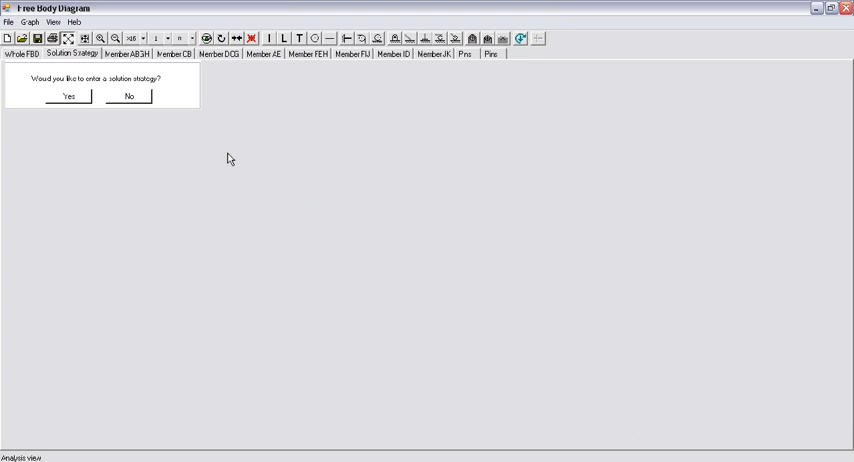 Free Body Diagram
File Graph View Help
x16 1 n I L T
Whole FBD Solution Strategy Member ABGH Member CB Member DCG Member AE Member FEH Member FIJ Member ID Member JK Pins Pins
Woud you like to enter a solution strategy?
Yes No
Analysis view